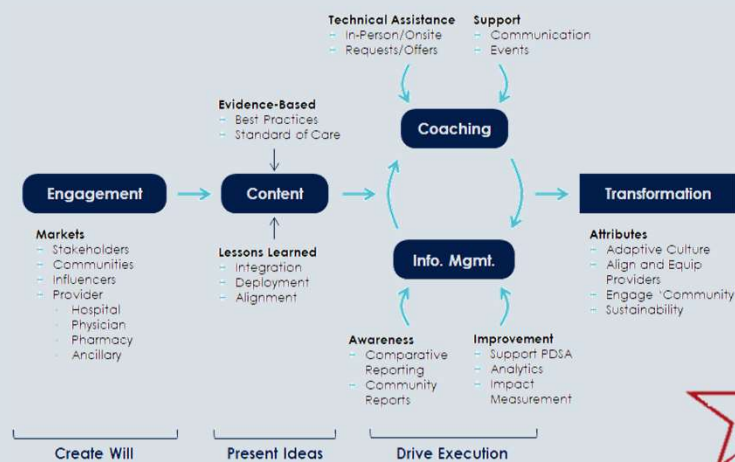 Technical Assistance
In-Person/Onsite
Requests/Offers
Support
Communication
Events
Evidence-Based
Best Practices
Standard of Care
Coaching
Engagement
Content
Transformation
Markets
Stakeholders
Communities
Influencers
Provider
Hospital
Physician
Pharmacy
Ancillary
Lessons Learned
Integration
Deployment
Alignment
Info. Mgmt.
Attributes
Adaptive Culture
Align and Equip
Providers
Engage 'Community
Sustainability
Awareness
Comparative
Reporting
Community
Reports
Improvement
Support PDSA
Analytics
Impact
Measurement
Create Will
Present Ideas
Drive Execution